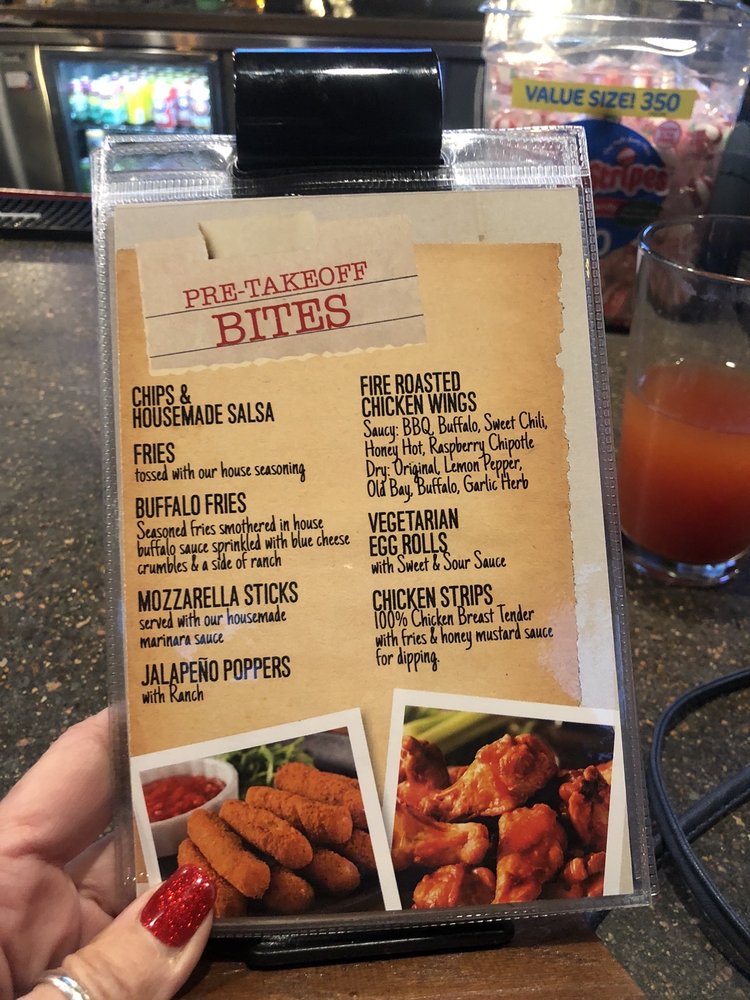 VALUE SIZE! 350
PRE-TAKEOFF
BITES
CHIPS &
HOUSEMADE SALSA
FRIES
tossed with our house seasoning
BUFFALO FRIES
Seasoned fries smothered in house
buffalo sauce sprinkled with blue cheese
crumbles & a side of ranch
MOZZARELLA STICKS
served with our housemade
marinara sauce
JALAPEÑO POPPERS
with Ranch
FIRE ROASTED
CHICKEN WINGS
Saucy: BBQ, Buffalo, Sweet Chili,
Honey Hot, Raspberry Chipotle
Dry: Original, Lemon Pepper,
Old Bay, Buffalo, Garlic Herb
VEGETARIAN
EGG ROLLS
with Sweet & Sour Sauce
CHICKEN STRIPS
100% Chicken Breast Tender
with fries & honey mustard sauce
for dipping.